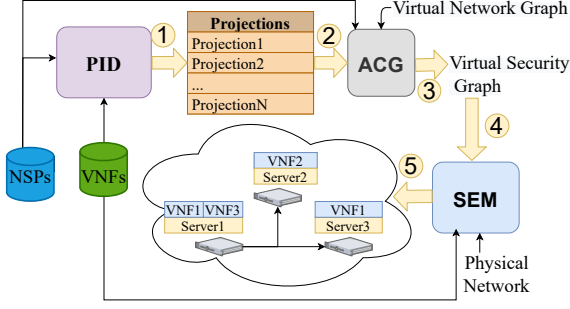 Virtual Network Graph
1
Projections
2
Projection1
PID
Projection2
ACG
...
3
Virtual Security
Graph
ProjectionN
4
NSPs
VNFs
VNF2
5
Server2
SEM
VNF1 VNF3
VNF1
Server1
Server3
Physical
Network